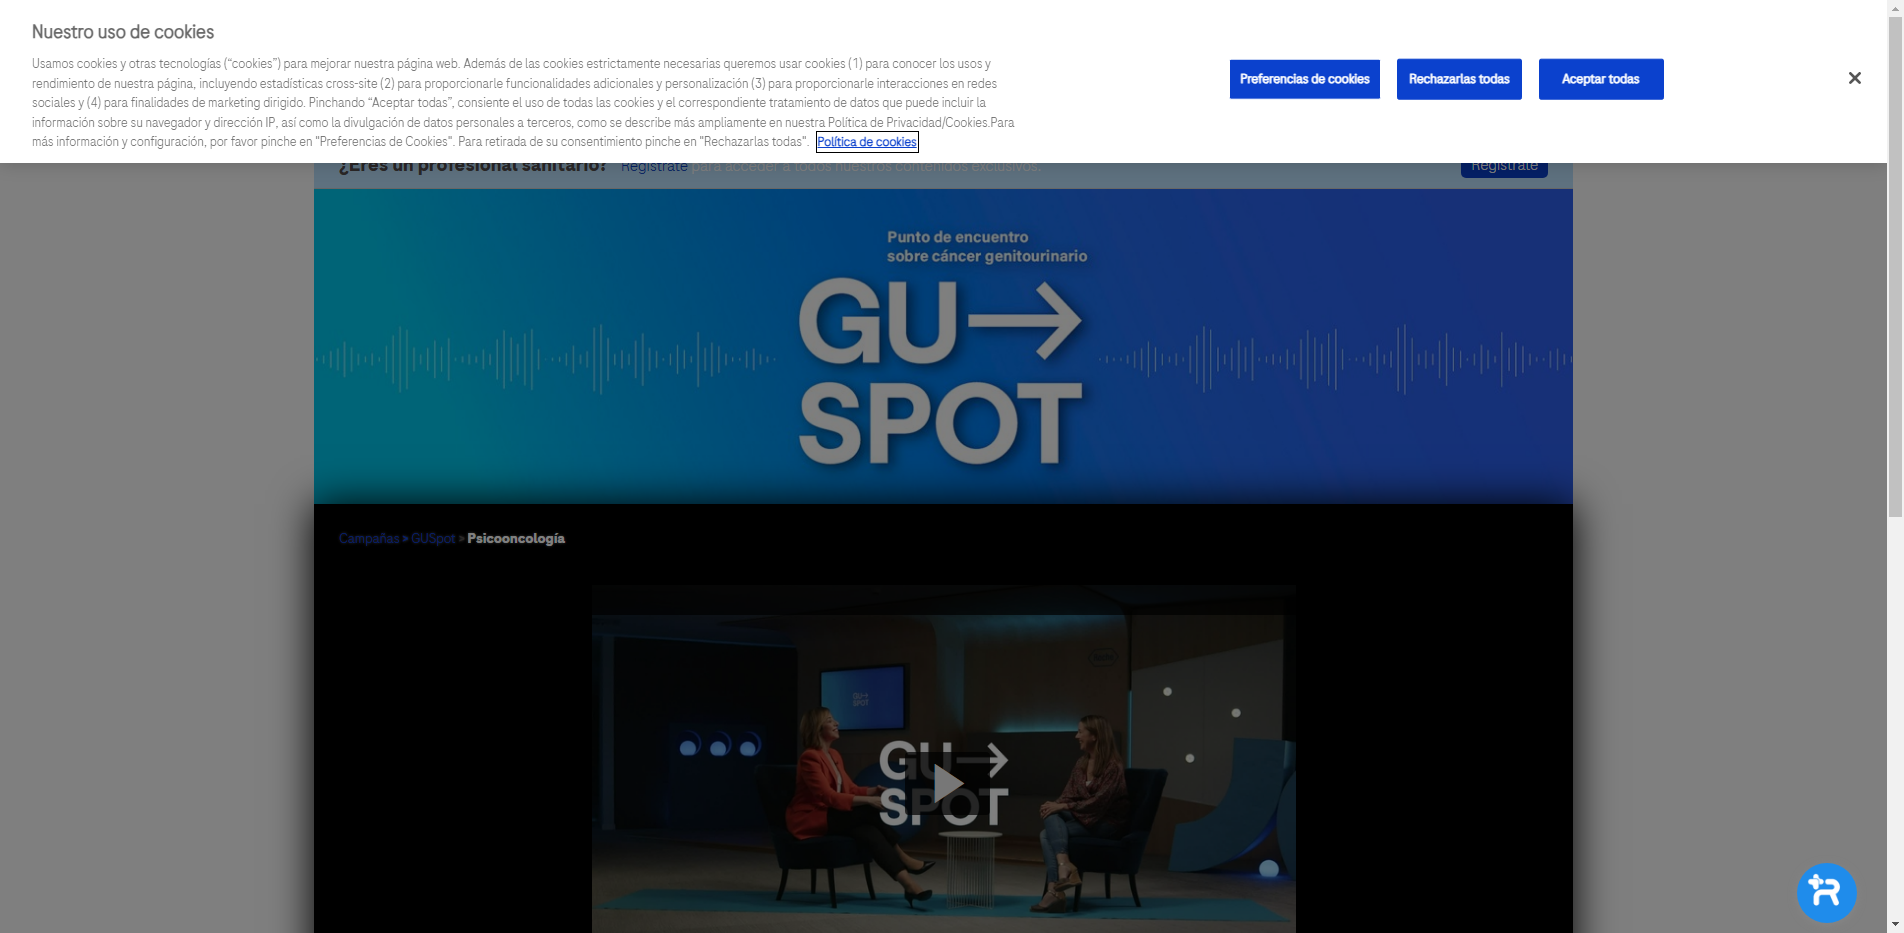 Nuestro uso de cookies
Usamos cookies y otras tecnologías (“cookies”) para mejorar nuestra página web. Además de las cookies estrictamente necesarias queremos usar cookies (1) para conocer los usos y
rendimiento de nuestra página, incluyendo estadísticas cross-site (2) para proporcionarle funcionalidades adicionales y personalización (3) para proporcionarle interacciones en redes
sociales y (4) para finalidades de marketing dirigido. Pinchando “Aceptar todas”, consiente el uso de todas las cookies y el correspondiente tratamiento de datos que puede incluir la
información sobre su navegador y dirección IP, así como la divulgación de datos personales a terceros, como se describe más ampliamente en nuestra Política de Privacidad/Cookies.Para
más información y configuración, por favor pinche en "Preferencias de Cookies". Para retirada de su consentimiento pinche en "Rechazarlas todas". Política de cookies
Preferencias de cookies
Rechazarlas todas
Aceptar todas
¿Eres un profesional sanitario? Regístrate para acceder a todos nuestros contenidos exclusivos.
Regístrate
Punto de encuentro
sobre cáncer genitourinario
GU
SPOT
Campañas » GUSpot » Psicooncología
GU
SPOT
GU
SPOT